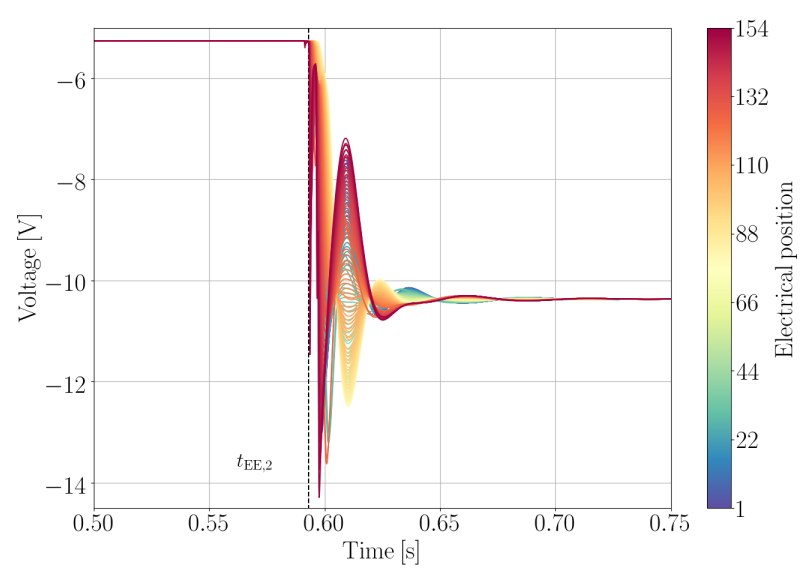 154
−6
132
110
−8
Voltage [V]
88
Electrical position
−10
66
44
−12
22
t_EE,2
−14
1
0.50 0.55 0.60 0.65 0.70 0.75
Time [s]